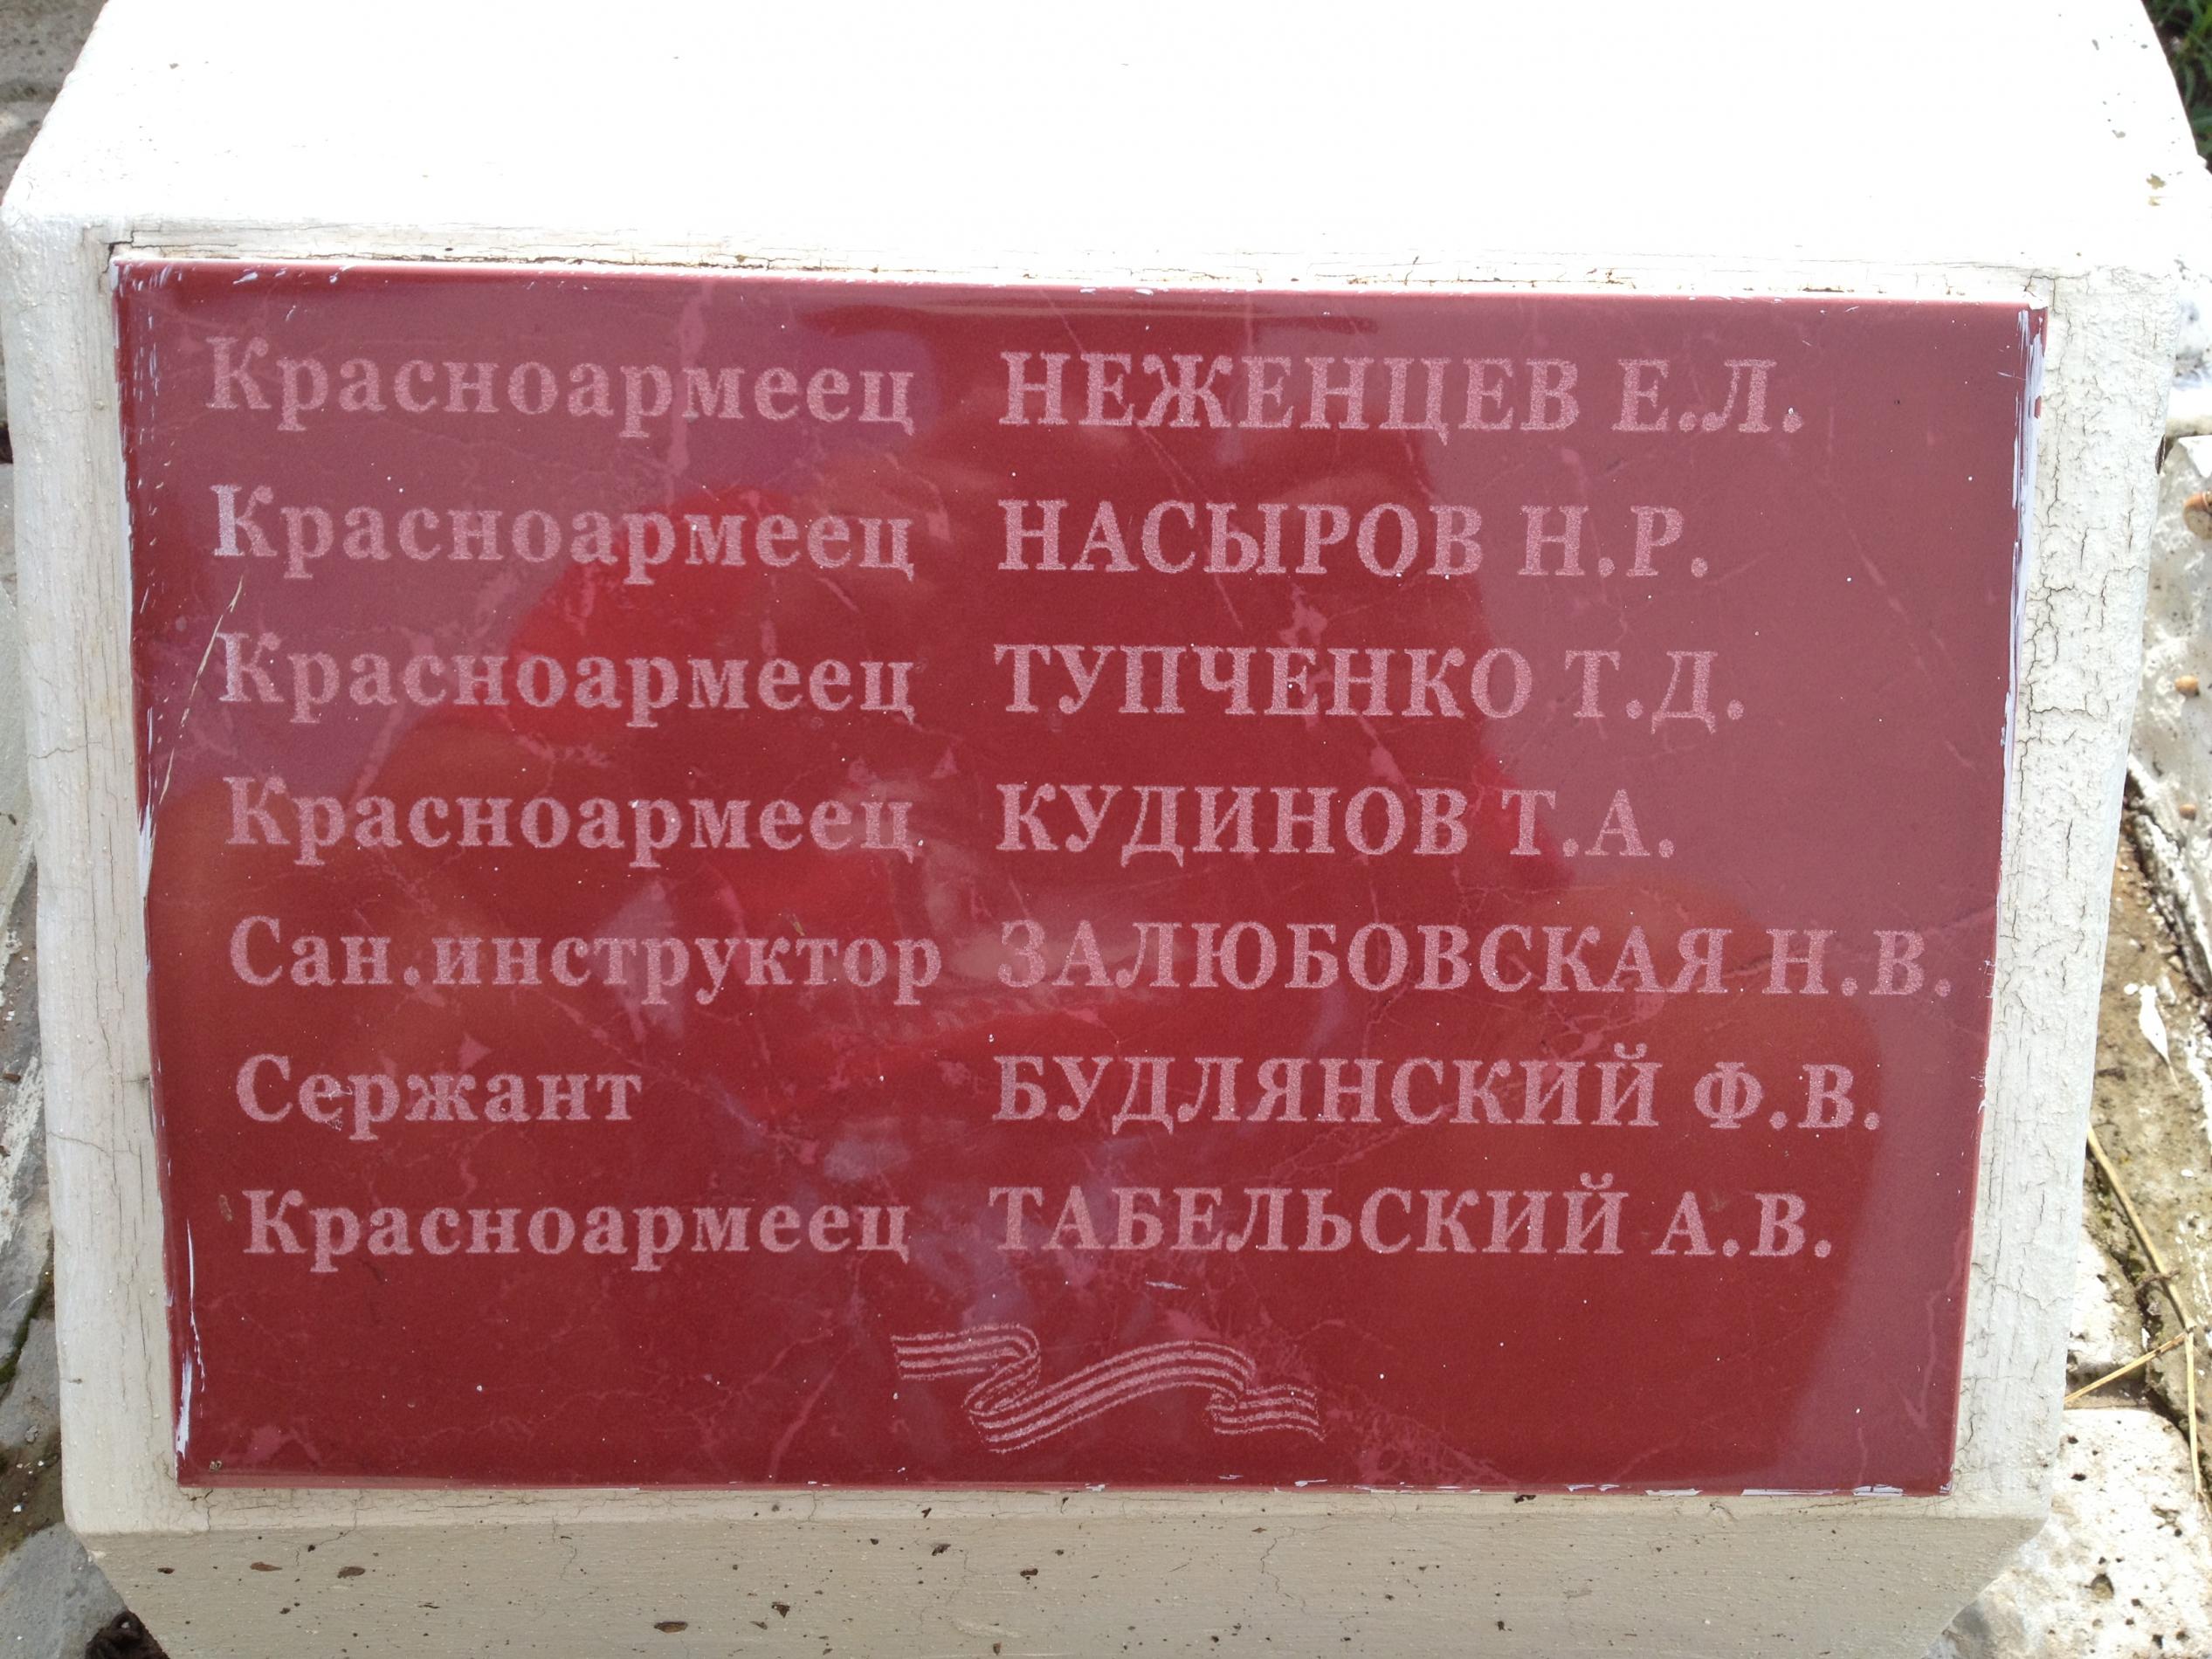 Красноармеец НЕЖЕНЦЕВ Е.Л.
Красноармеец НАСЫРОВ Н.Р.
Красноармеец ТУПЧЕНКО Т.Д.
Красноармеец КУДИНОВ Т.А.
Сан.инструктор ЗАЛЮБОВСКАЯ Н.В.
Сержант БУДЛЯНСКИЙ Ф.В.
Красноармеец ТАБЕЛЬСКИЙ А.В.